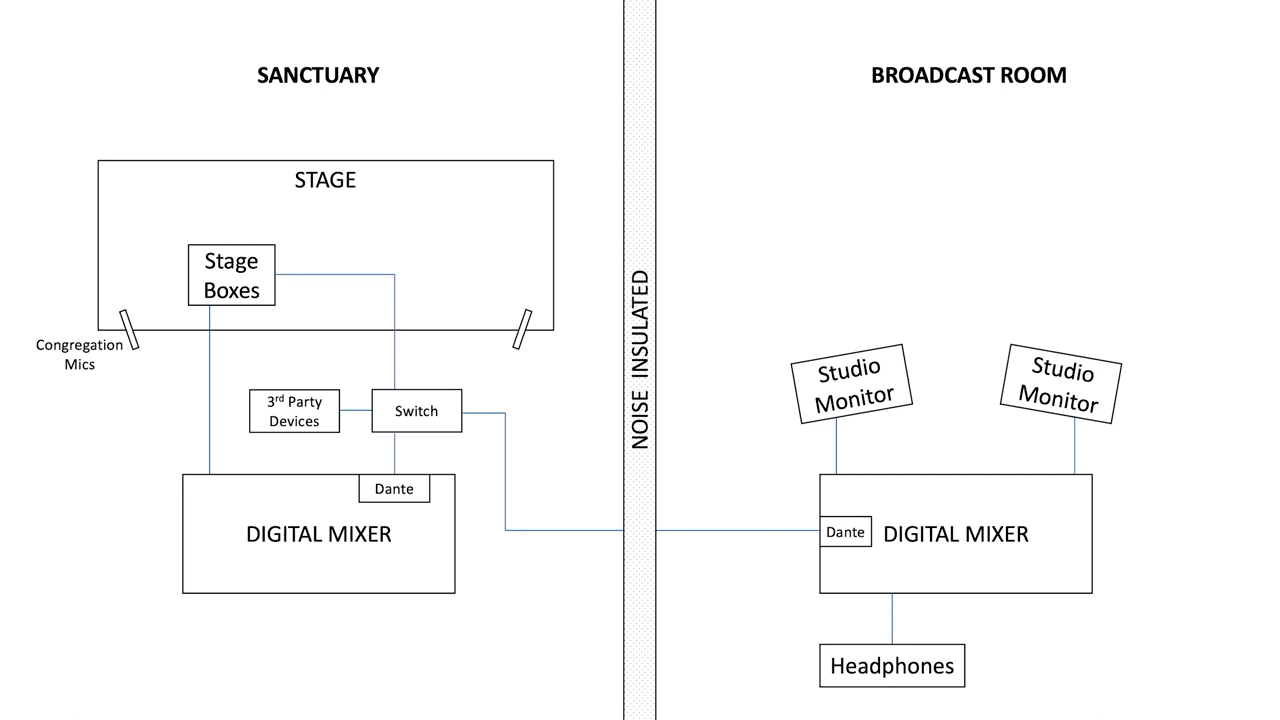 SANCTUARY
BROADCAST ROOM
STAGE
Stage
Boxes
Congregation
Mics
3rd Party
Devices
Switch
Dante
DIGITAL MIXER
NOISE INSULATED
Studio
Monitor
Studio
Monitor
Dante
DIGITAL MIXER
Headphones